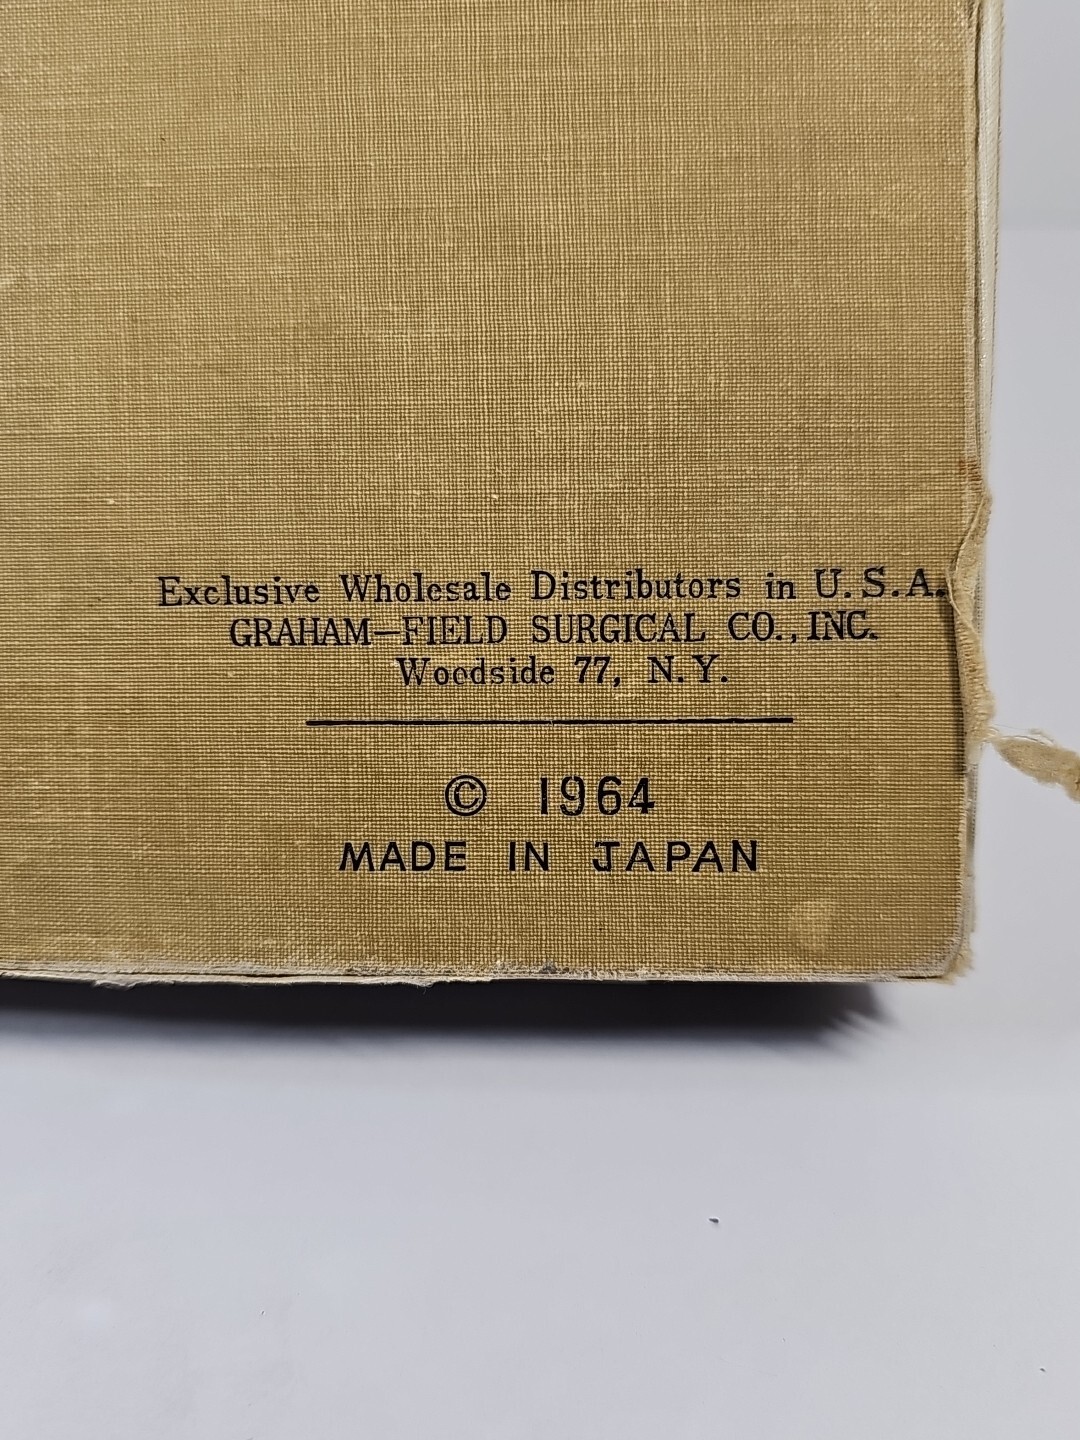 Exclusive Wholesale Distributors in U.S.A.
GRAHAM—FIELD SURGICAL CO., INC.
Woodside 77, N.Y.
© 1964
MADE IN JAPAN